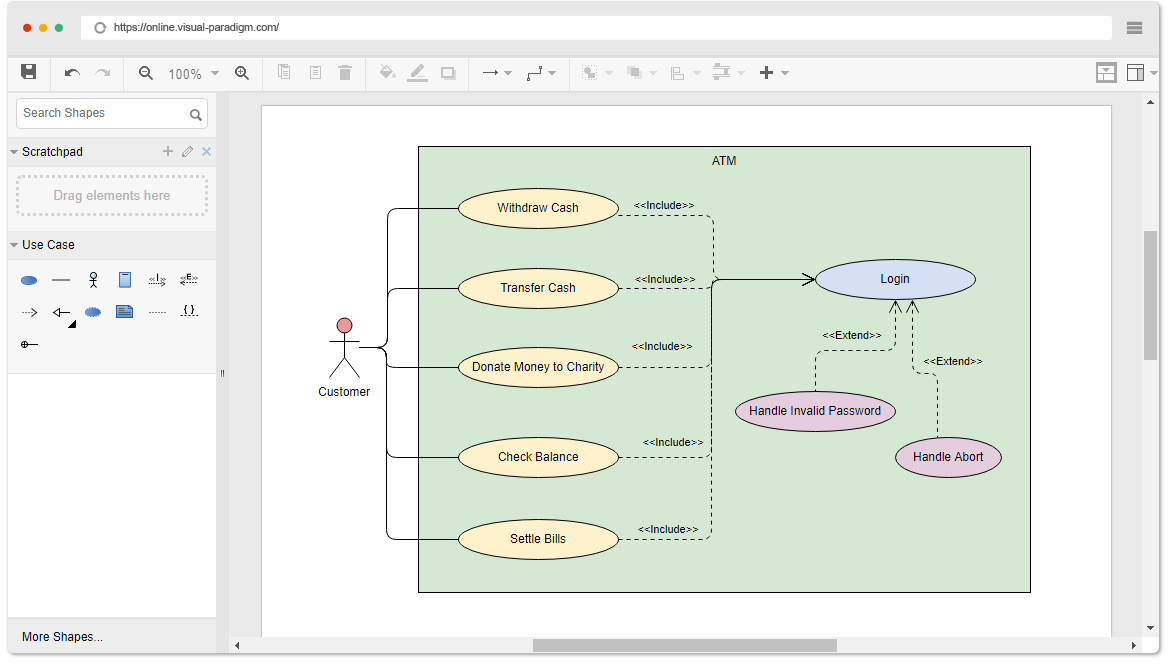 https://online.visual-paradigm.com/
100%
Search Shapes
Scratchpad
Drag elements here
Use Case
<<I>>
<<E>>
{}
More Shapes...
ATM
Withdraw Cash
<<Include>>
Transfer Cash
<<Include>>
Login
<<Include>>
<<Extend>>
Donate Money to Charity
<<Extend>>
Customer
Handle Invalid Password
<<Include>>
Check Balance
Handle Abort
<<Include>>
Settle Bills